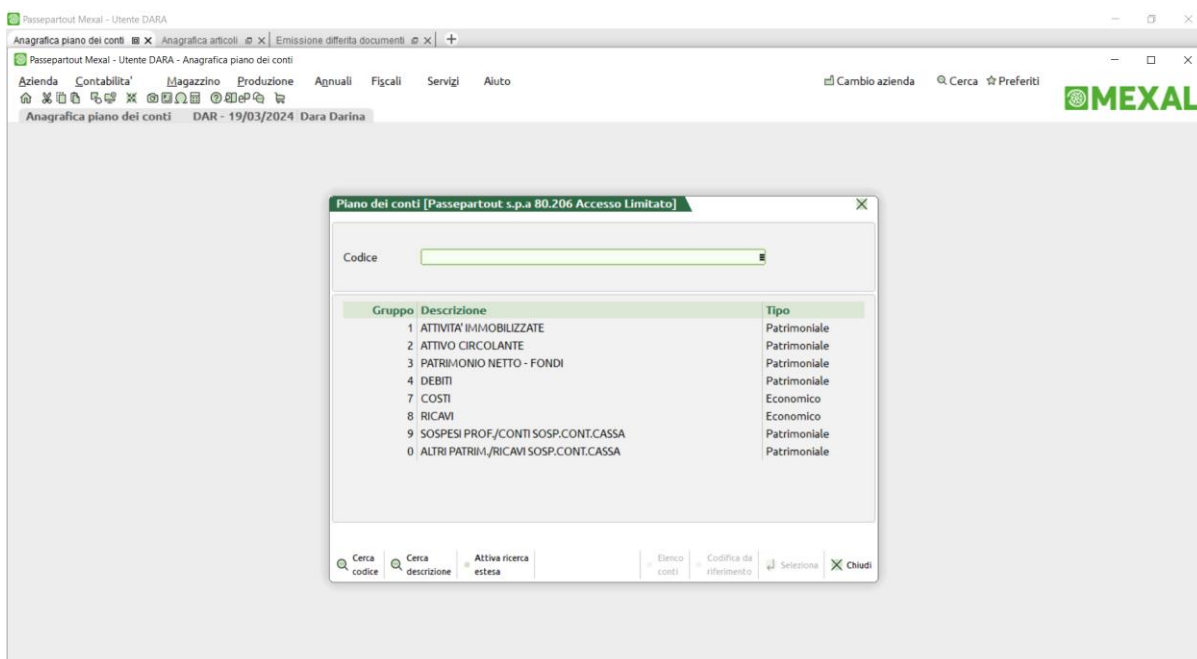 Passepartout Mexal - Utente DARA
Anagrafica piano dei conti Anagrafica articoli Emissione differita documenti
Passepartout Mexal - Utente DARA - Anagrafica piano dei conti
Azienda Contabilita' Magazzino Produzione Annuali Fiscali Servizi Aiuto Cambio azienda Cerca Preferiti
MEXAL
Anagrafica piano dei conti DAR - 19/03/2024 Dara Darina
Piano dei conti [Passepartout s.p.a 80.206 Accesso Limitato]
Codice
Gruppo Descrizione Tipo
1 ATTIVITA' IMMOBILIZZATE Patrimoniale
2 ATTIVO CIRCOLANTE Patrimoniale
3 PATRIMONIO NETTO - FONDI Patrimoniale
4 DEBITI Patrimoniale
7 COSTI Economico
8 RICAVI Economico
9 SOSPESI PROF./CONTI SOSP.CONT.CASSA Patrimoniale
0 ALTRI PATRIM./RICAVI SOSP.CONT.CASSA Patrimoniale
Cerca codice Cerca descrizione Attiva ricerca estesa Elenco conti Codifica da riferimento Seleziona Chiudi